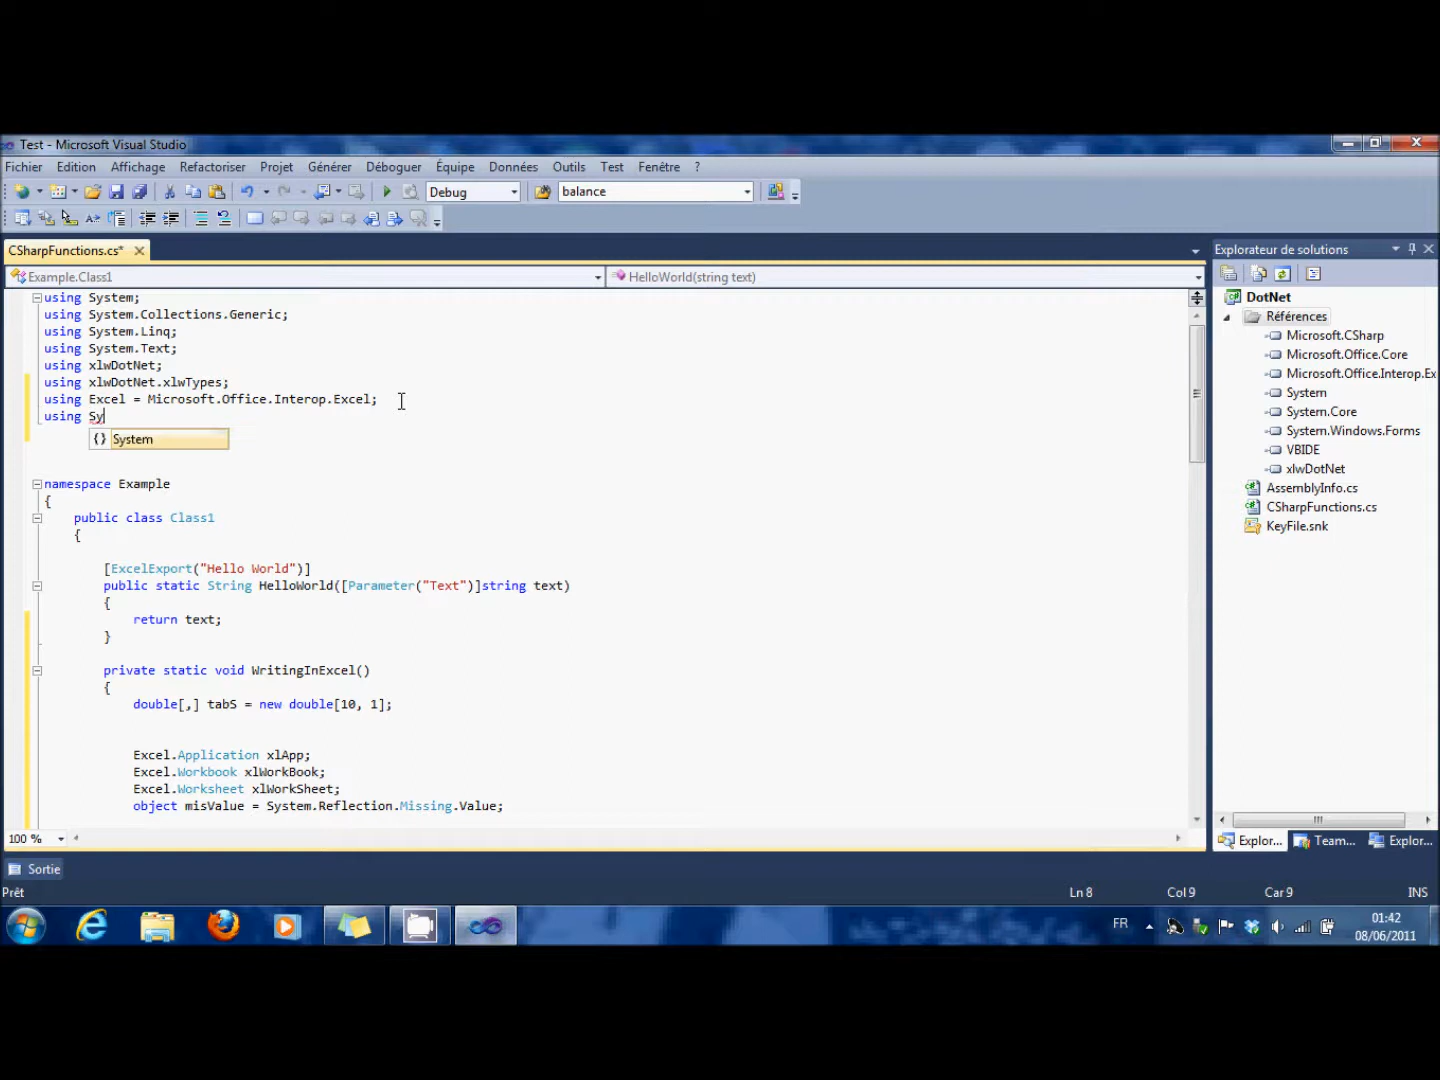 Test - Microsoft Visual Studio
Fichier Edition Affichage Refactoriser Projet Générer Déboguer Équipe Données Outils Test Fenêtre ?
Debug balance
CSharpFunctions.cs*
Explorateur de solutions
Example.Class1 HelloWorld(string text)
using System;
using System.Collections.Generic;
using System.Linq;
using System.Text;
using xlwDotNet;
using xlwDotNet.xlwTypes;
using Excel = Microsoft.Office.Interop.Excel;
using Sy
{} System
namespace Example
{
public class Class1
{
[ExcelExport("Hello World")]
public static String HelloWorld([Parameter("Text")]string text)
{
return text;
}
private static void WritingInExcel()
{
double[,] tabS = new double[10, 1];
Excel.Application xlApp;
Excel.Workbook xlWorkBook;
Excel.Worksheet xlWorkSheet;
object misValue = System.Reflection.Missing.Value;
100 %
DotNet
Références
Microsoft.CSharp
Microsoft.Office.Core
Microsoft.Office.Interop.Ex
System
System.Core
System.Windows.Forms
VBIDE
xlwDotNet
AssemblyInfo.cs
CSharpFunctions.cs
KeyFile.snk
Explor... Team... Explor...
Sortie
Prêt Ln 8 Col 9 Car 9 INS
FR 01:42
08/06/2011